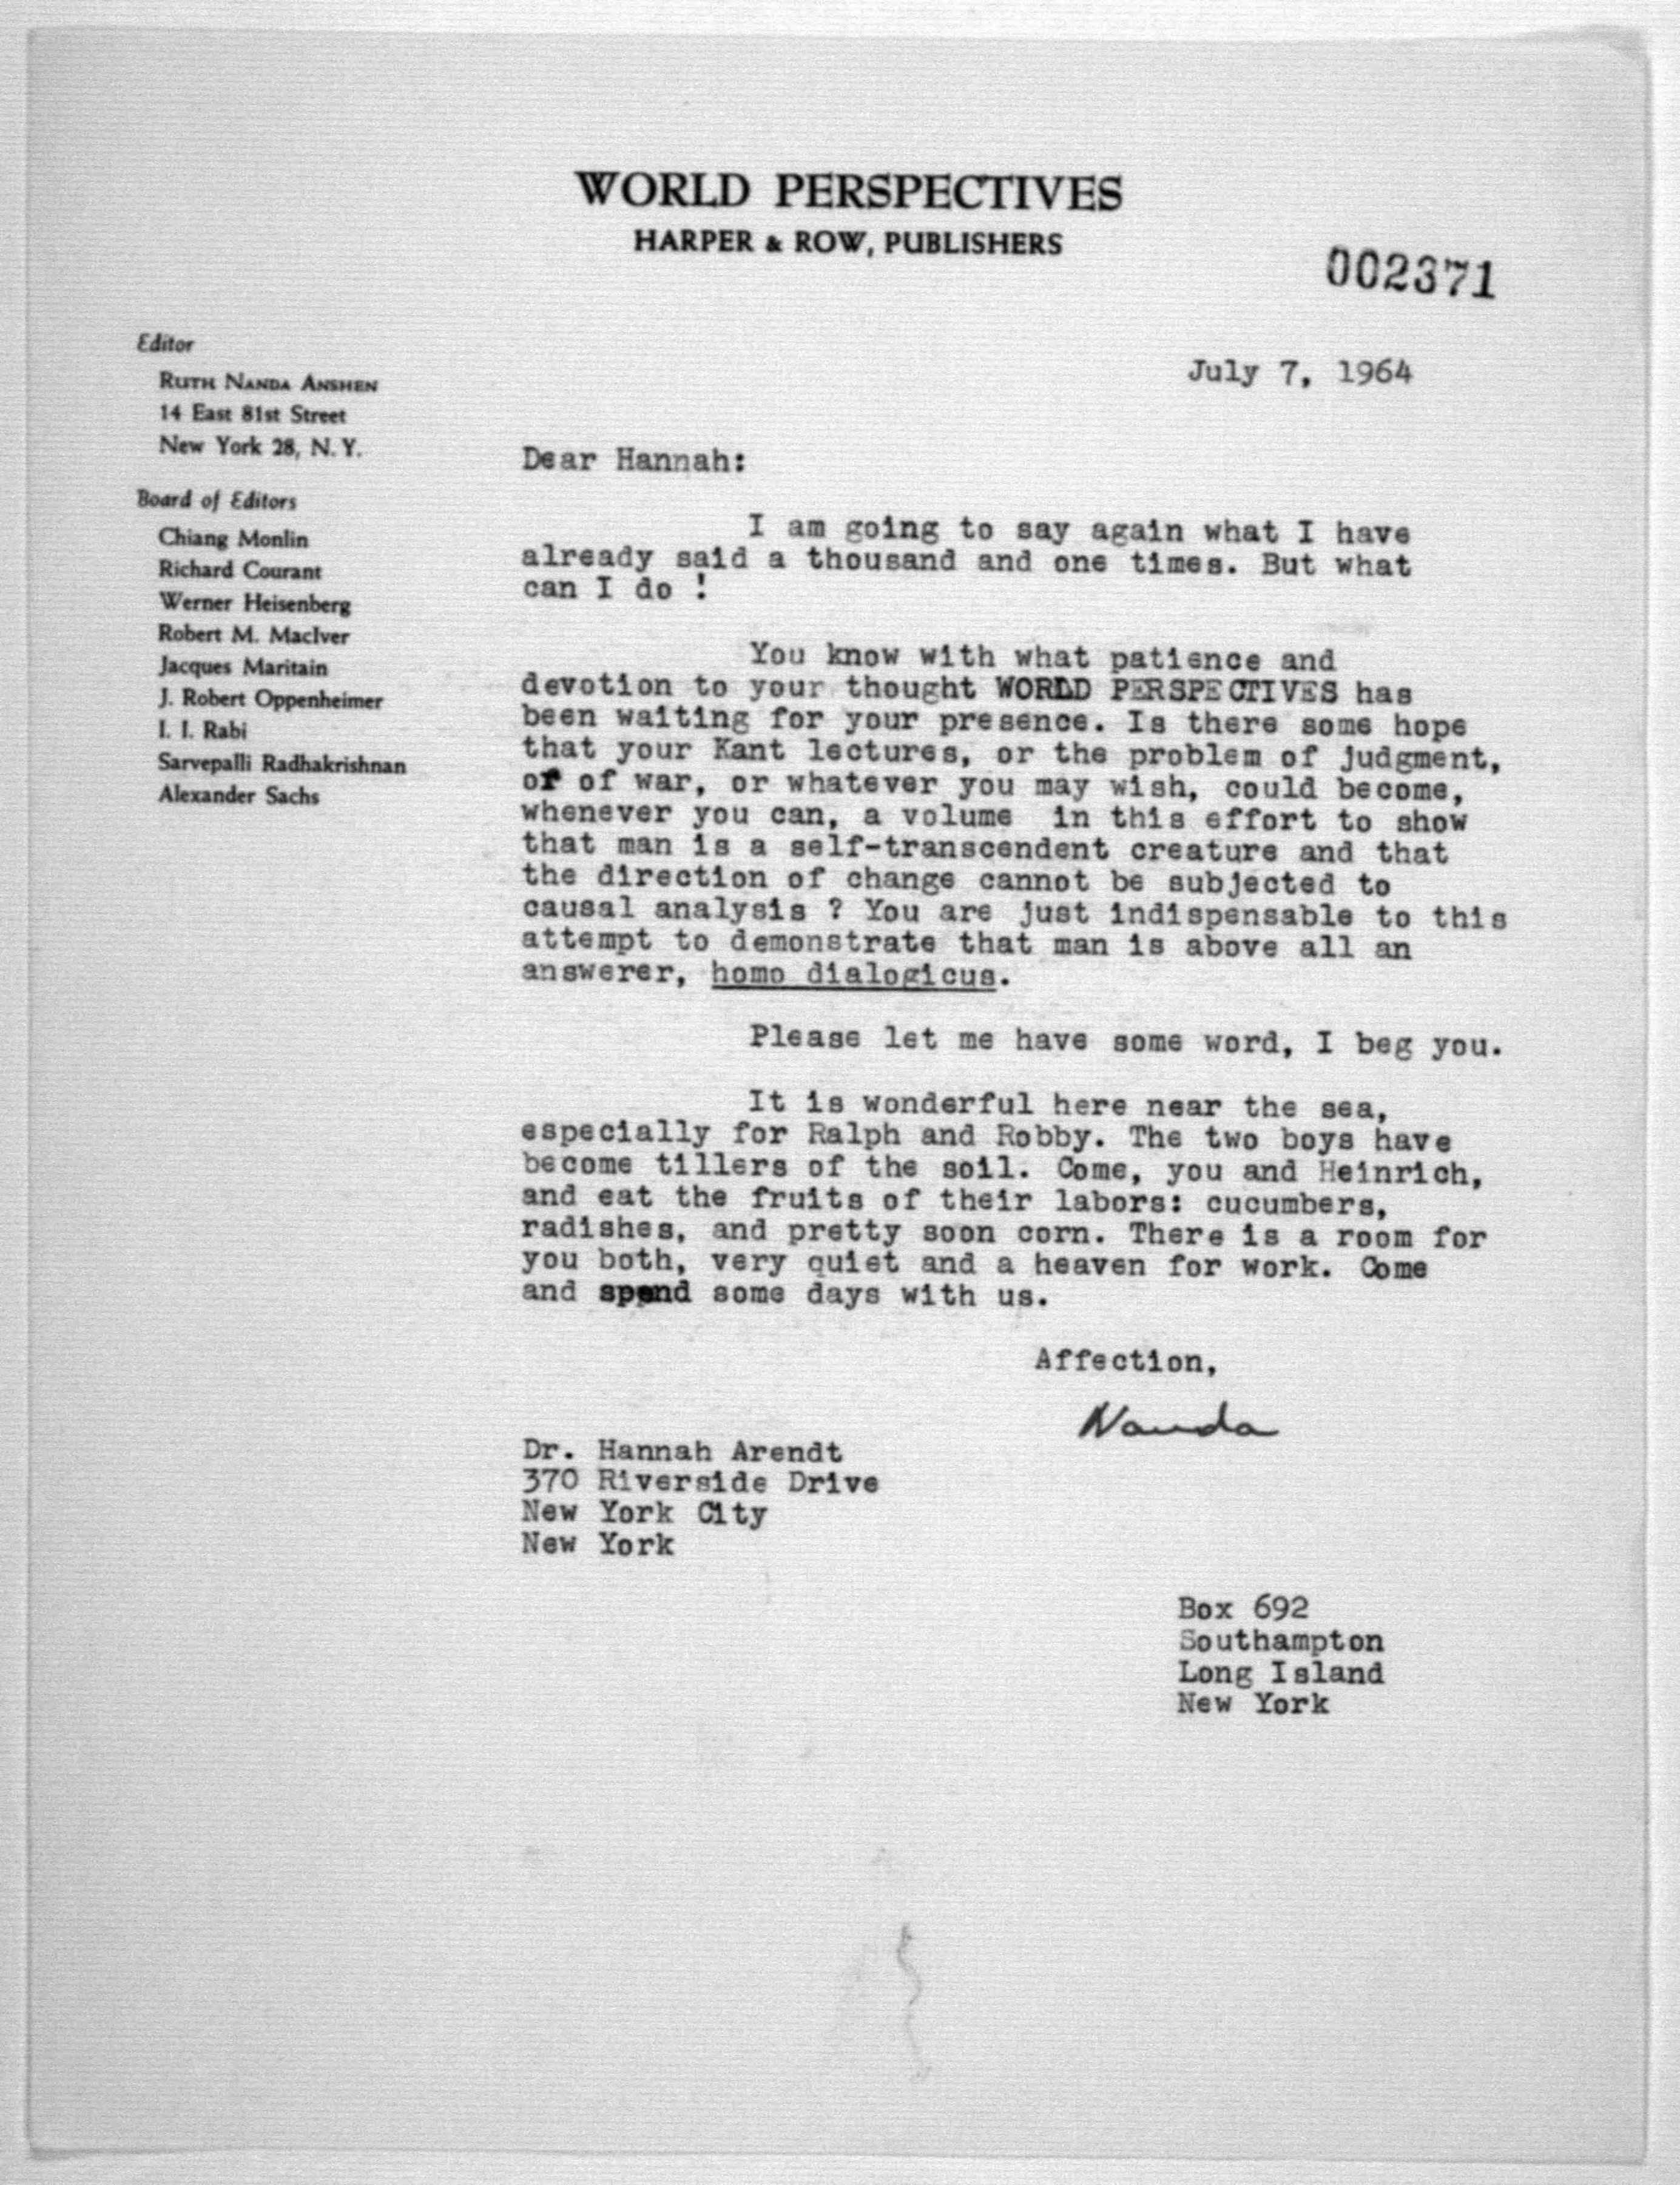 WORLD PERSPECTIVES
HARPER & ROW, PUBLISHERS
002371
Editor
RUTH NANDA ANSHEN
14 East 81st Street
New York 28, N. Y.
Board of Editors
Chiang Monlin
Richard Courant
Werner Heisenberg
Robert M. MacIver
Jacques Maritain
J. Robert Oppenheimer
I. I. Rabi
Sarvepalli Radhakrishnan
Alexander Sachs
July 7, 1964
Dear Hannah:
I am going to say again what I have
already said a thousand and one times. But what
can I do !
You know with what patience and
devotion to your thought WORLD PERSPECTIVES has
been waiting for your presence. Is there some hope
that your Kant lectures, or the problem of judgment,
or of war, or whatever you may wish, could become,
whenever you can, a volume in this effort to show
that man is a self-transcendent creature and that
the direction of change cannot be subjected to
causal analysis ? You are just indispensable to this
attempt to demonstrate that man is above all an
answerer, homo dialogicus.
Please let me have some word, I beg you.
It is wonderful here near the sea,
especially for Ralph and Robby. The two boys have
become tillers of the soil. Come, you and Heinrich,
and eat the fruits of their labors: cucumbers,
radishes, and pretty soon corn. There is a room for
you both, very quiet and a heaven for work. Come
and spend some days with us.
Affection,
Nanda
Dr. Hannah Arendt
370 Riverside Drive
New York City
New York
Box 692
Southampton
Long Island
New York